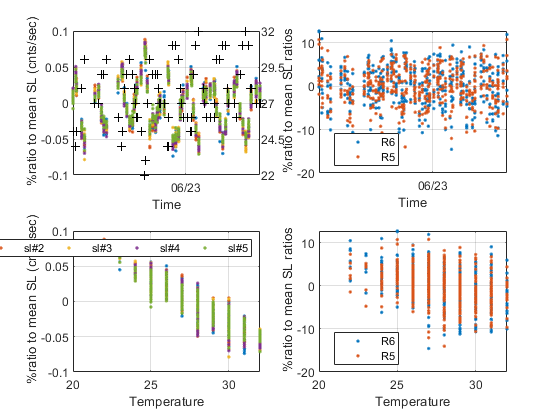 %ratio to mean SL (cnts/sec)
0.1
0.05
0
-0.05
-0.1
32
29.5
27
24.5
22
06/23
Time
%ratio to mean SL ratios
10
0
-10
-20
R6
R5
06/23
Time
%ratio to mean SL (cnts/sec)
0.1
0.05
0
-0.05
-0.1
sl#2 sl#3 sl#4 sl#5
20 25 30
Temperature
%ratio to mean SL ratios
10
0
-10
-20
R6
R5
20 25 30
Temperature